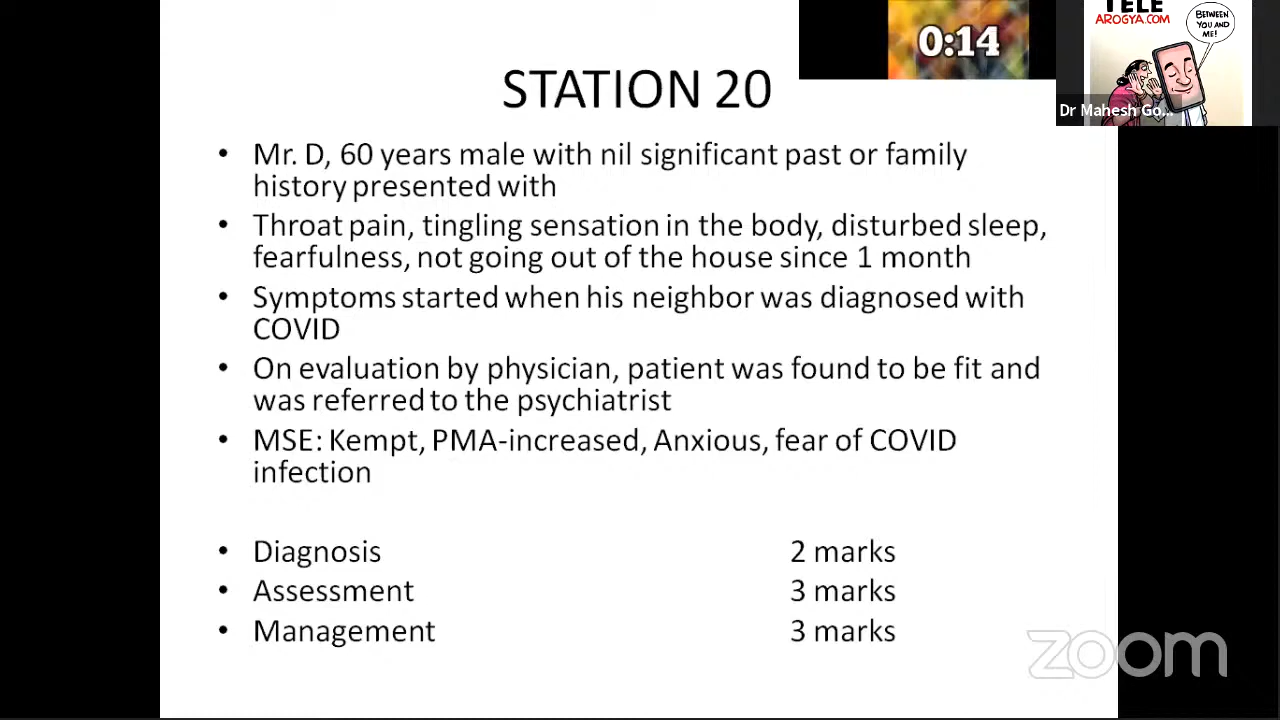 TELE
AROGYA.COM
BETWEEN
YOU AND
ME!
0:14
Dr Mahesh Go...
STATION 20
• Mr. D, 60 years male with nil significant past or family
history presented with
• Throat pain, tingling sensation in the body, disturbed sleep,
fearfulness, not going out of the house since 1 month
• Symptoms started when his neighbor was diagnosed with
COVID
• On evaluation by physician, patient was found to be fit and
was referred to the psychiatrist
• MSE: Kempt, PMA-increased, Anxious, fear of COVID
infection
• Diagnosis 2 marks
• Assessment 3 marks
• Management 3 marks
zoom